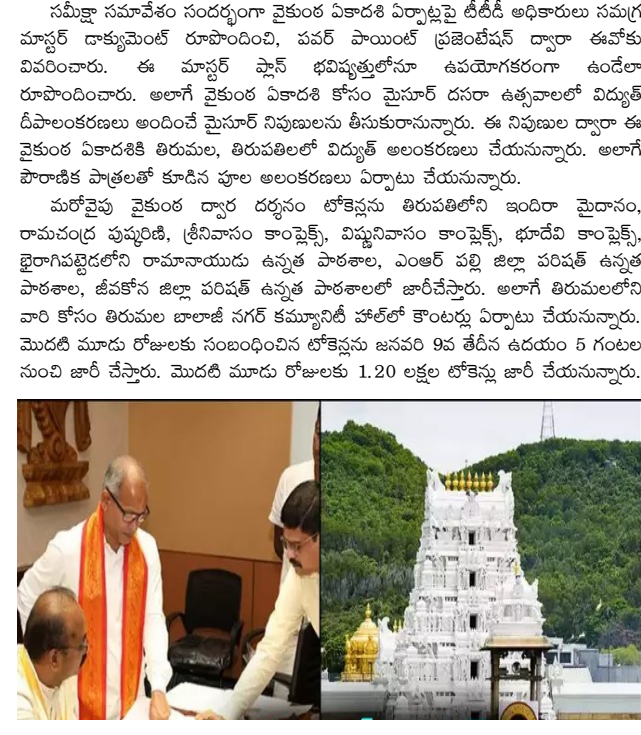 సమీక్షా సమావేశం సందర్భంగా వైకుంఠ ఏకాదశి ఏర్పాట్లపై టీటీడీ అధికారులు సమగ్ర
మాస్టర్ డాక్యుమెంట్ రూపొందించి, పవర్ పాయింట్ ప్రజెంటేషన్ ద్వారా ఈవోకు
వివరించారు. ఈ మాస్టర్ ప్లాన్ భవిష్యత్తులోనూ ఉపయోగకరంగా ఉండేలా
రూపొందించారు. అలాగే వైకుంఠ ఏకాదశి కోసం మైసూర్ దసరా ఉత్సవాలలో విద్యుత్
దీపాలంకరణలు అందించే మైసూర్ నిపుణులను తీసుకురానున్నారు. ఈ నిపుణుల ద్వారా ఈ
వైకుంఠ ఏకాదశికి తిరుమల, తిరుపతిలలో విద్యుత్ అలంకరణలు చేయనున్నారు. అలాగే
పౌరాణిక పాత్రలతో కూడిన పూల అలంకరణలు ఏర్పాటు చేయనున్నారు.
మరోవైపు వైకుంఠ ద్వార దర్శనం టోకెన్లను తిరుపతిలోని ఇందిరా మైదానం,
రామచంద్ర పుష్కరిణి, శ్రీనివాసం కాంప్లెక్స్, విష్ణునివాసం కాంప్లెక్స్, భూదేవి కాంప్లెక్స్,
భైరాగిపట్టెడలోని రామానాయుడు ఉన్నత పాఠశాల, ఎంఆర్ పల్లి జిల్లా పరిషత్ ఉన్నత
పాఠశాల, జీవకోన జిల్లా పరిషత్ ఉన్నత పాఠశాలలో జారీచేస్తారు. అలాగే తిరుమలలోని
వారి కోసం తిరుమల బాలాజీ నగర్ కమ్యూనిటీ హాల్‌లో కౌంటర్లు ఏర్పాటు చేయనున్నారు.
మొదటి మూడు రోజులకు సంబంధించిన టోకెన్లను జనవరి 9వ తేదీన ఉదయం 5 గంటల
నుంచి జారీ చేస్తారు. మొదటి మూడు రోజులకు 1.20 లక్షల టోకెన్లు జారీ చేయనున్నారు.